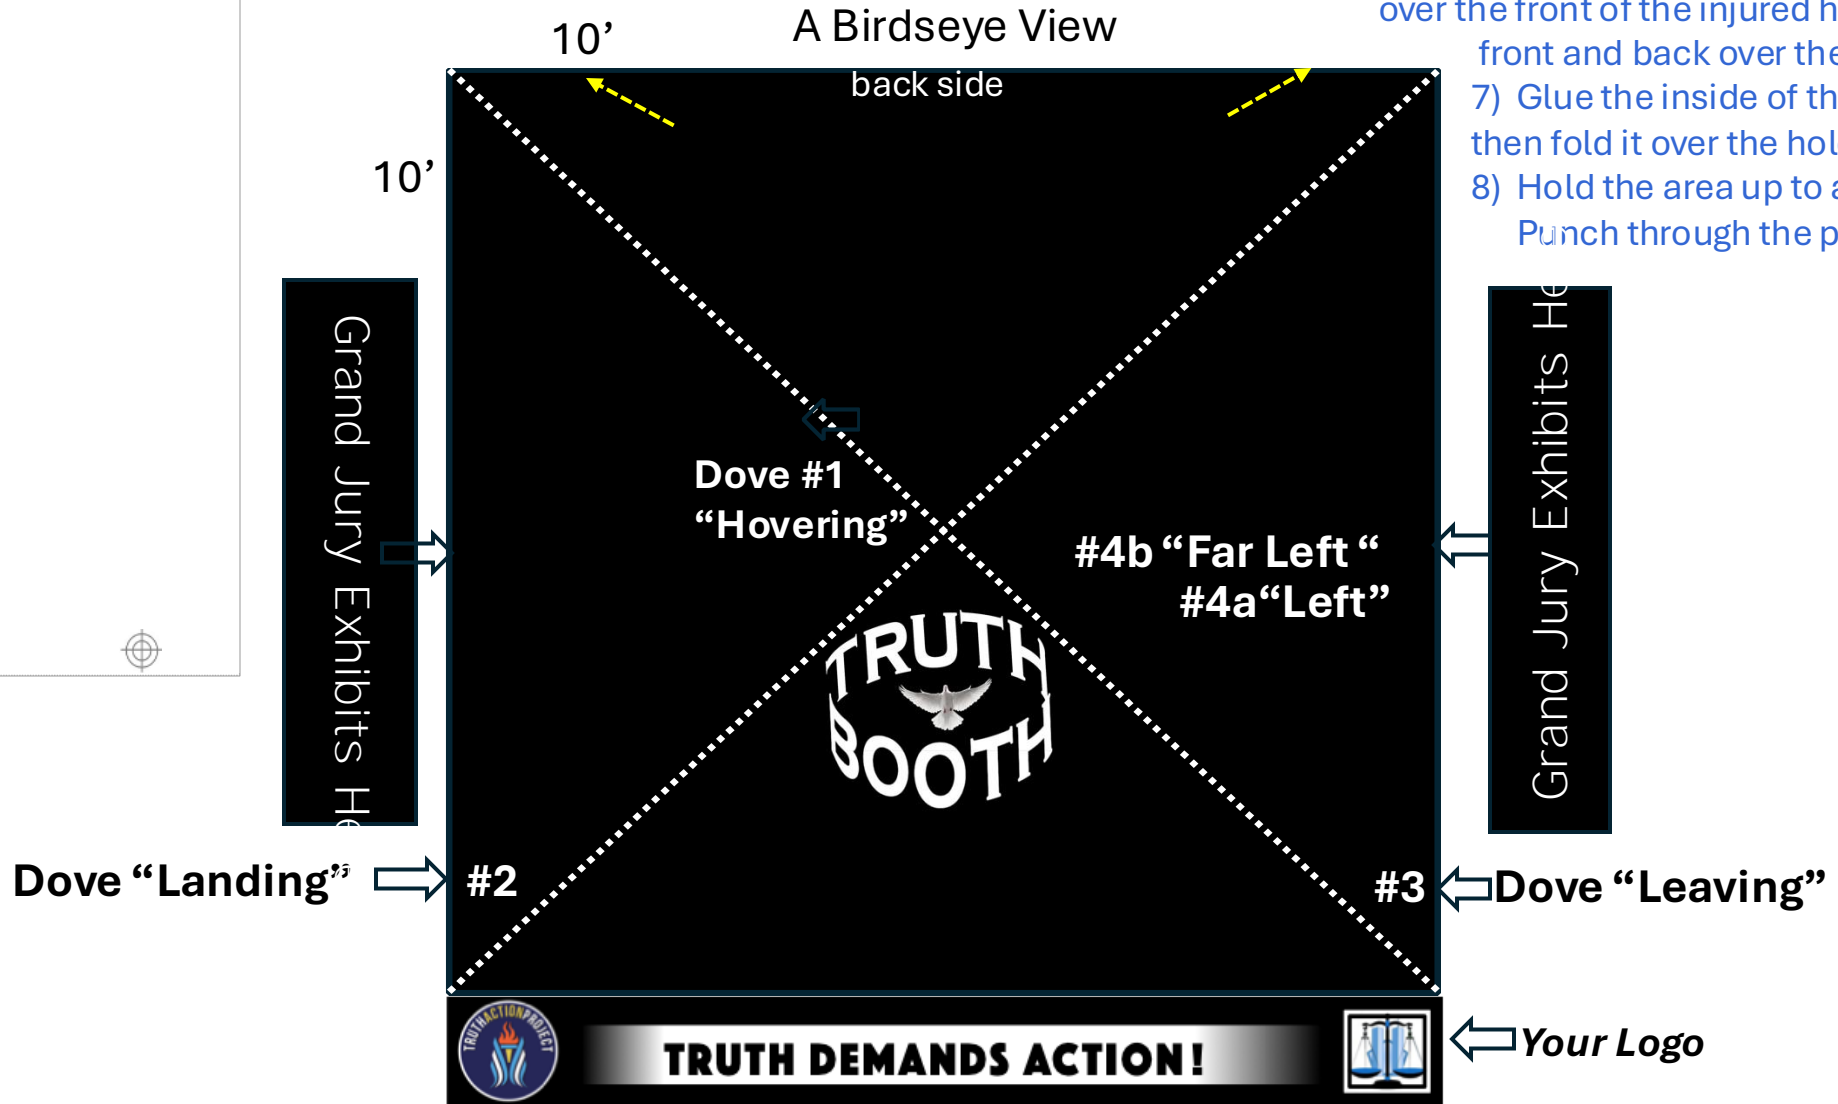 A Birdseye View
10’
back side
10’
over the front of the injured h
front and back over the
7) Glue the inside of th
then fold it over the hol
8) Hold the area up to a
Punch through the p
Grand Jury Exhibits He
Grand Jury Exhibits He
Dove #1
“Hovering”
#4b “Far Left “
#4a“Left”
TRUTH
BOOTH
Dove “Landing”
#2
#3
Dove “Leaving”
TRUTHACTIONPROJECT
TRUTH DEMANDS ACTION!
Your Logo